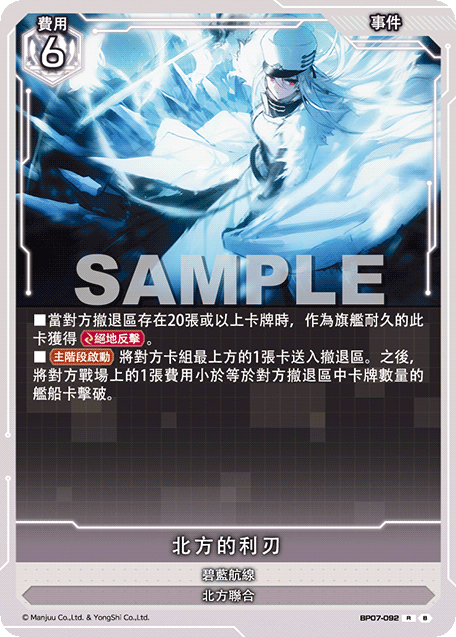 費用
事件
6
SAMPLE
■當對方撤退區存在20張或以上卡牌時，作為旗艦耐久的此
卡獲得 絕地反擊 。
■ 主階段啟動 將對方卡組最上方的1張卡送入撤退區。之後，
將對方戰場上的1張費用小於等於對方撤退區中卡牌數量的
艦船卡擊破。
北方的利刃
碧藍航線
北方聯合
© Manjuu Co.,Ltd. & YongShi Co.,Ltd.
BP07-092 R B